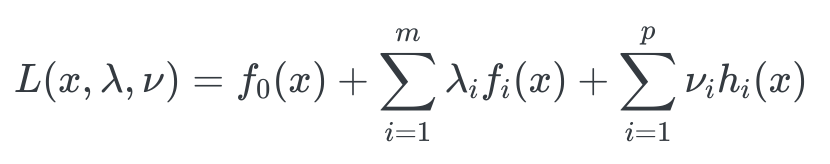 L(x, λ, ν) = f₀(x) + ∑ᵢ₌₁ᵐ λᵢfᵢ(x) + ∑ᵢ₌₁ᵖ νᵢhᵢ(x)